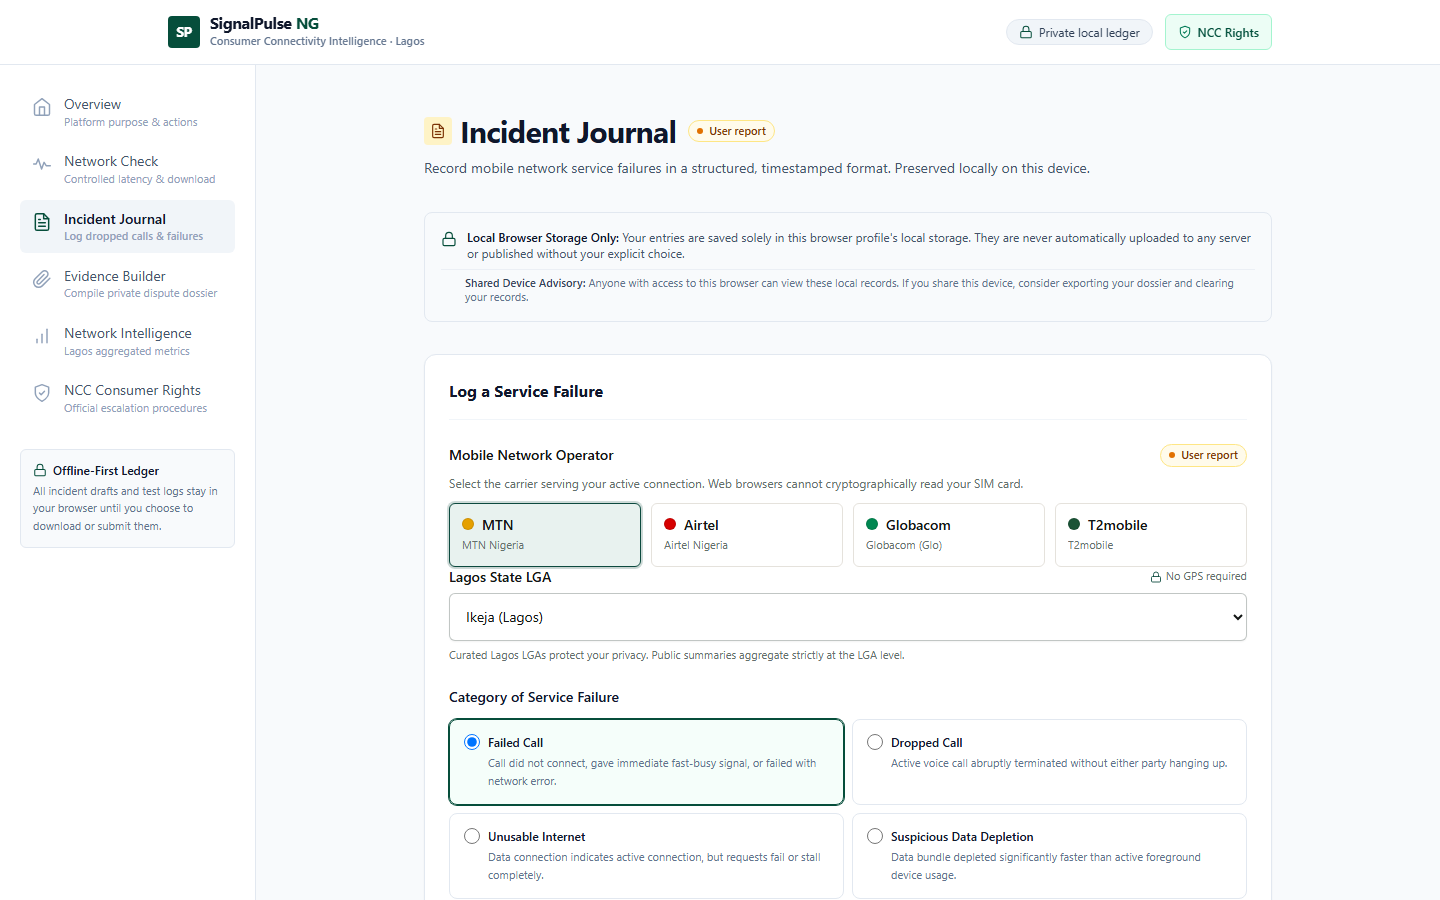 SP
SignalPulse NG
Consumer Connectivity Intelligence · Lagos
Private local ledger
NCC Rights
Overview
Platform purpose & actions
Network Check
Controlled latency & download
Incident Journal
Log dropped calls & failures
Evidence Builder
Compile private dispute dossier
Network Intelligence
Lagos aggregated metrics
NCC Consumer Rights
Official escalation procedures
Offline-First Ledger
All incident drafts and test logs stay in
your browser until you choose to
download or submit them.
Incident Journal
User report
Record mobile network service failures in a structured, timestamped format. Preserved locally on this device.
Local Browser Storage Only: Your entries are saved solely in this browser profile's local storage. They are never automatically uploaded to any server
or published without your explicit choice.
Shared Device Advisory: Anyone with access to this browser can view these local records. If you share this device, consider exporting your dossier and clearing
your records.
Log a Service Failure
Mobile Network Operator
User report
Select the carrier serving your active connection. Web browsers cannot cryptographically read your SIM card.
MTN
MTN Nigeria
Airtel
Airtel Nigeria
Globacom
Globacom (Glo)
T2mobile
T2mobile
Lagos State LGA
No GPS required
Ikeja (Lagos)
Curated Lagos LGAs protect your privacy. Public summaries aggregate strictly at the LGA level.
Category of Service Failure
Failed Call
Call did not connect, gave immediate fast-busy signal, or failed with
network error.
Dropped Call
Active voice call abruptly terminated without either party hanging up.
Unusable Internet
Data connection indicates active connection, but requests fail or stall
completely.
Suspicious Data Depletion
Data bundle depleted significantly faster than active foreground
device usage.